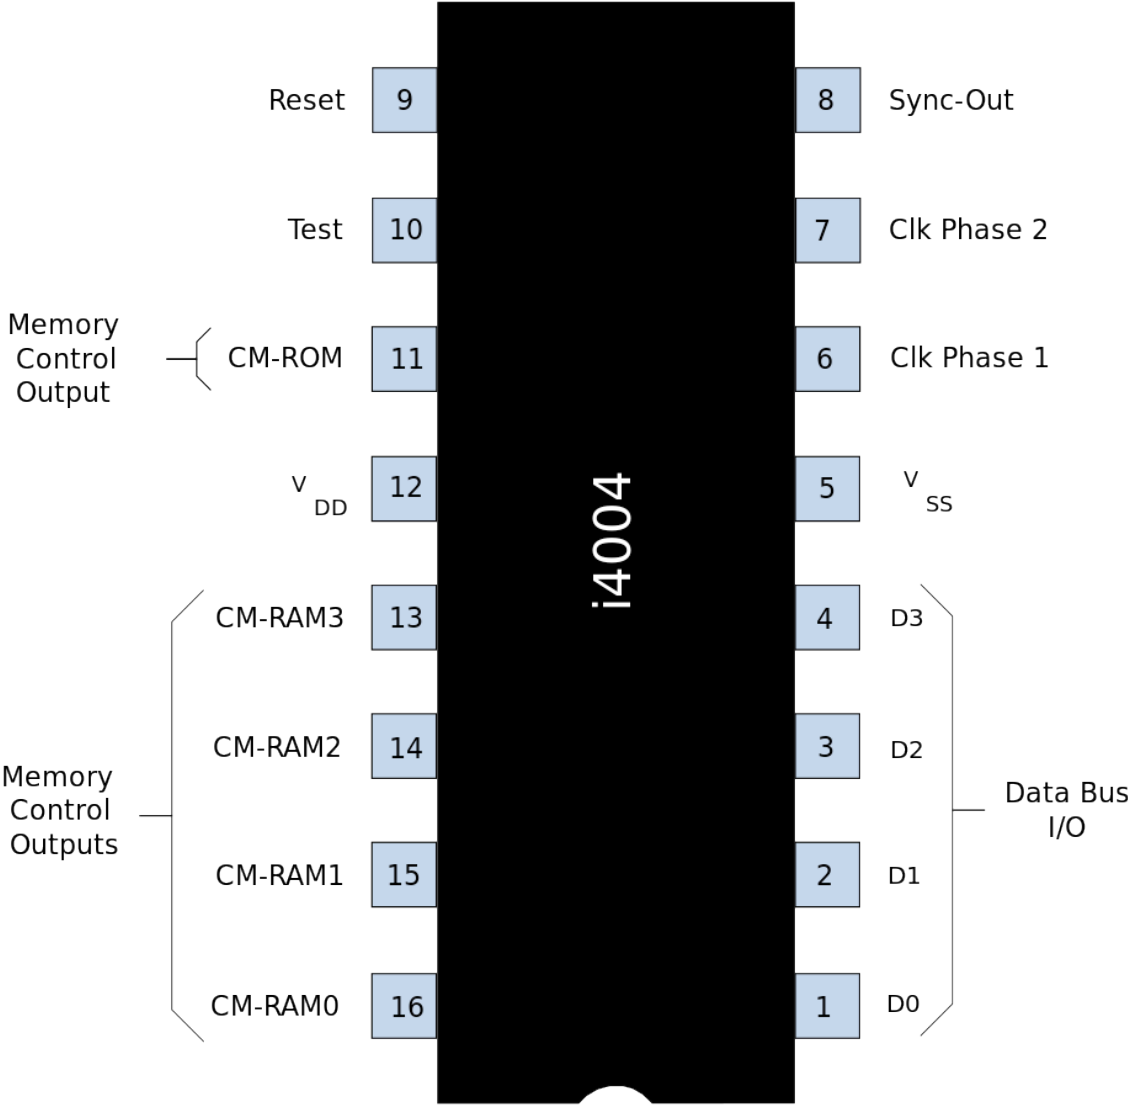 Reset 9 8 Sync-Out
Test 10 7 Clk Phase 2
Memory
Control
Output
CM-ROM 11 6 Clk Phase 1
V DD 12 5 V SS
i4004
CM-RAM3 13 4 D3
CM-RAM2 14 3 D2
Memory
Control
Outputs
Data Bus
I/O
CM-RAM1 15 2 D1
CM-RAM0 16 1 D0